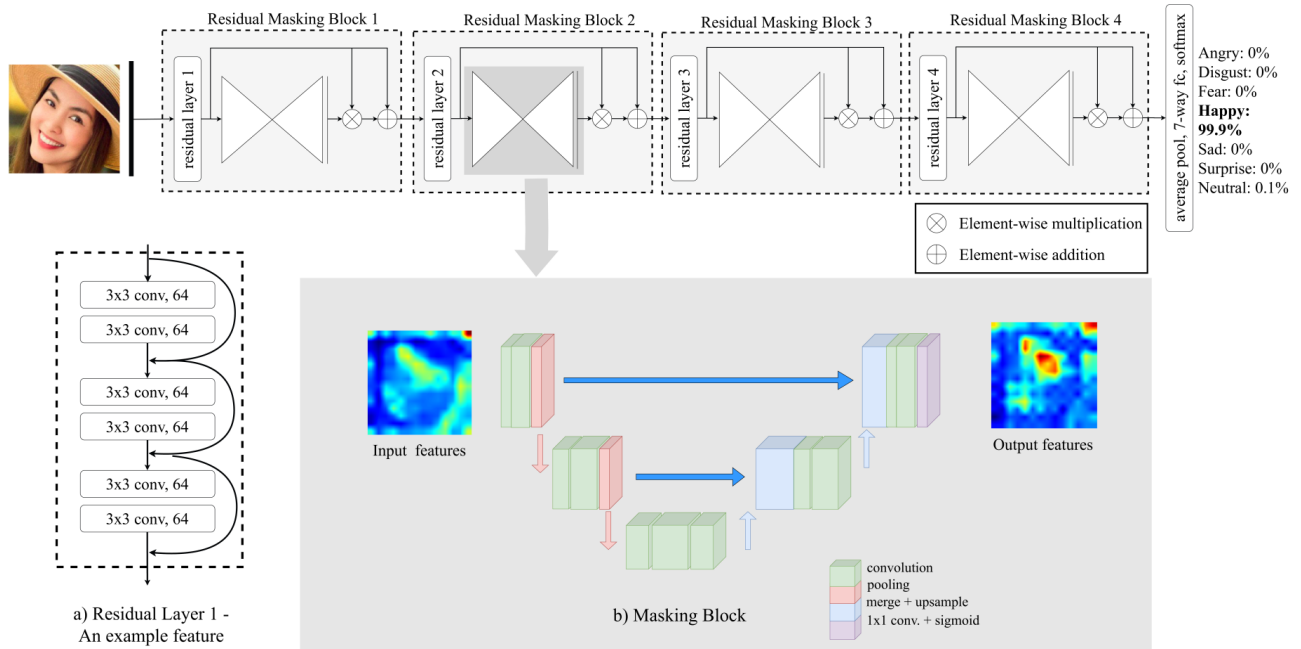 Residual Masking Block 1
Residual Masking Block 2
Residual Masking Block 3
Residual Masking Block 4
residual layer 1
residual layer 2
residual layer 3
residual layer 4
average pool, 7-way fc, softmax
Angry: 0%
Disgust: 0%
Fear: 0%
Happy:
99.9%
Sad: 0%
Surprise: 0%
Neutral: 0.1%
Element-wise multiplication
Element-wise addition
3x3 conv, 64
3x3 conv, 64
3x3 conv, 64
3x3 conv, 64
3x3 conv, 64
3x3 conv, 64
a) Residual Layer 1 -
An example feature
Input features
Output features
convolution
pooling
merge + upsample
1x1 conv. + sigmoid
b) Masking Block